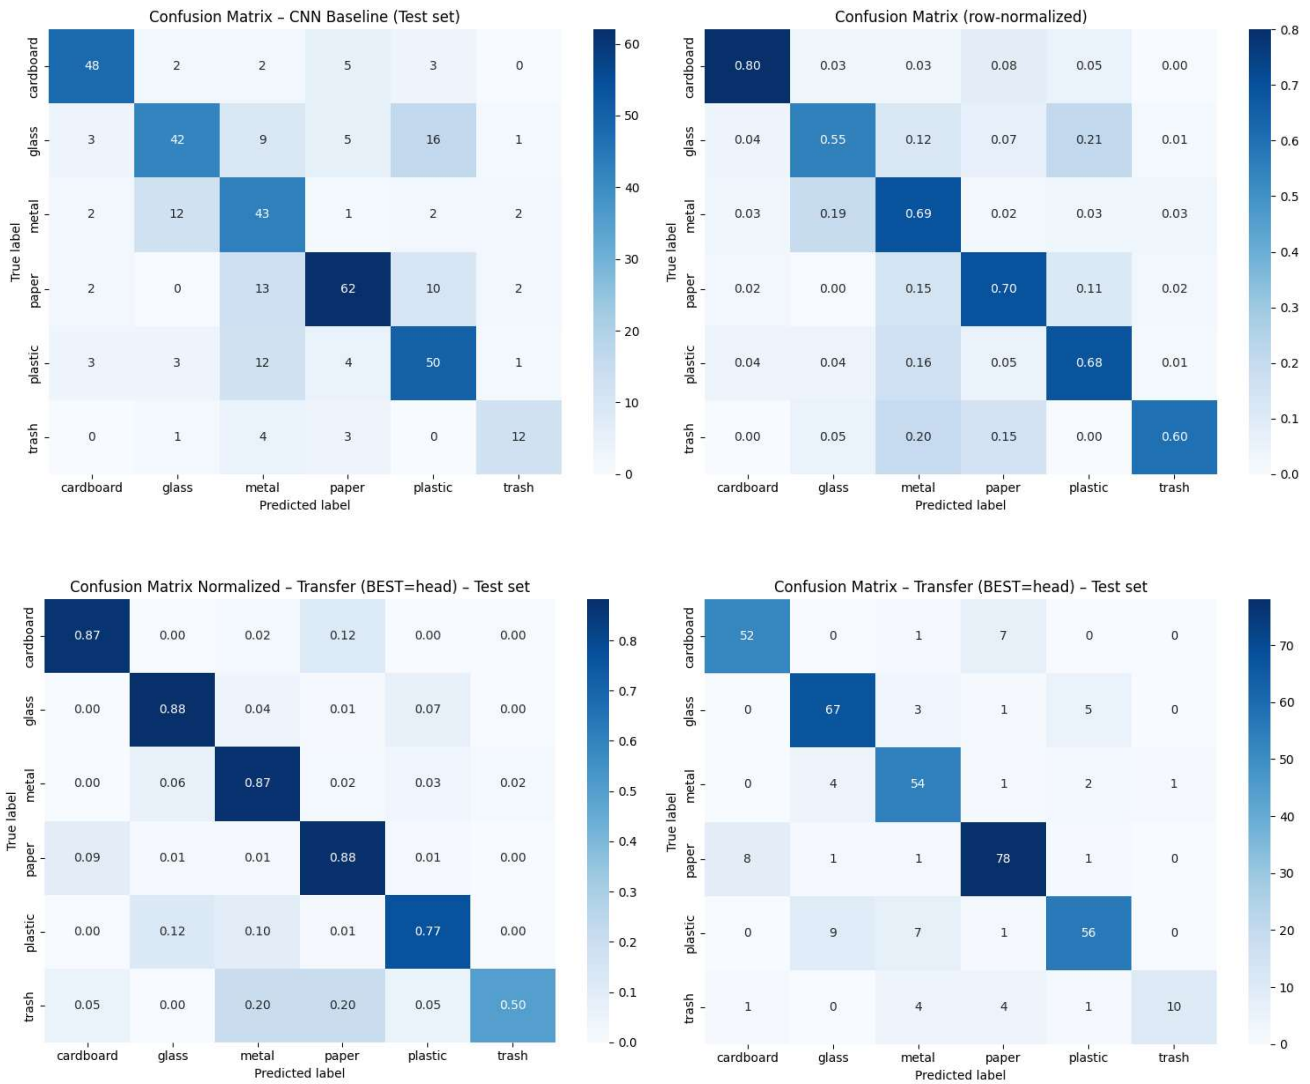 Confusion Matrix – CNN Baseline (Test set)
True label
cardboard 48 2 2 5 3 0
glass 3 42 9 5 16 1
metal 2 12 43 1 2 2
paper 2 0 13 62 10 2
plastic 3 3 12 4 50 1
trash 0 1 4 3 0 12
cardboard glass metal paper plastic trash
Predicted label
60
50
40
30
20
10
0
Confusion Matrix (row-normalized)
True label
cardboard 0.80 0.03 0.03 0.08 0.05 0.00
glass 0.04 0.55 0.12 0.07 0.21 0.01
metal 0.03 0.19 0.69 0.02 0.03 0.03
paper 0.02 0.00 0.15 0.70 0.11 0.02
plastic 0.04 0.04 0.16 0.05 0.68 0.01
trash 0.00 0.05 0.20 0.15 0.00 0.60
cardboard glass metal paper plastic trash
Predicted label
0.8
0.7
0.6
0.5
0.4
0.3
0.2
0.1
0.0
Confusion Matrix Normalized – Transfer (BEST=head) – Test set
True label
cardboard 0.87 0.00 0.02 0.12 0.00 0.00
glass 0.00 0.88 0.04 0.01 0.07 0.00
metal 0.00 0.06 0.87 0.02 0.03 0.02
paper 0.09 0.01 0.01 0.88 0.01 0.00
plastic 0.00 0.12 0.10 0.01 0.77 0.00
trash 0.05 0.00 0.20 0.20 0.05 0.50
cardboard glass metal paper plastic trash
Predicted label
0.8
0.7
0.6
0.5
0.4
0.3
0.2
0.1
0.0
Confusion Matrix – Transfer (BEST=head) – Test set
True label
cardboard 52 0 1 7 0 0
glass 0 67 3 1 5 0
metal 0 4 54 1 2 1
paper 8 1 1 78 1 0
plastic 0 9 7 1 56 0
trash 1 0 4 4 1 10
cardboard glass metal paper plastic trash
Predicted label
70
60
50
40
30
20
10
0